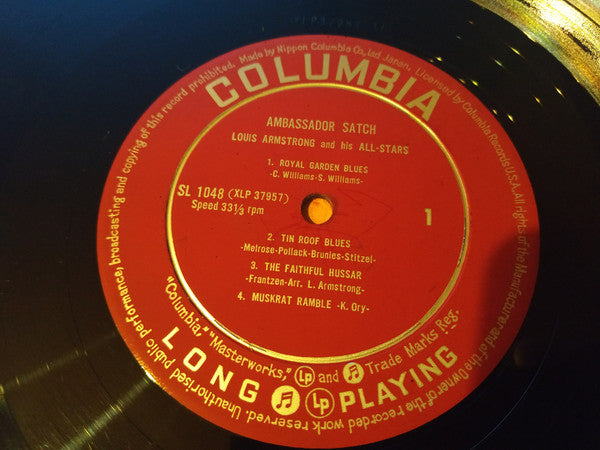 COLUMBIA
AMBASSADOR SATCH
LOUIS ARMSTRONG and his ALL-STARS
1. ROYAL GARDEN BLUES
-C. Williams-S. Williams-
SL 1048 (XLP 37957)
Speed 33⅓ rpm
1
2. TIN ROOF BLUES
-Melrose-Pollack-Brunies-Stitzel-
3. THE FAITHFUL HUSSAR
-Frantzen-Arr. L. Armstrong-
4. MUSKRAT RAMBLE -K. Ory-
"Columbia," "Masterworks," Lp and Trade Marks Reg.
LONG Lp PLAYING
Made by Nippon Columbia Co., Japan. Licensed by Columbia Records U.S.A. All rights of the Manufacturer and of the Owner of the recorded work reserved. Unauthorised public performance, broadcasting and copying of this record prohibited.